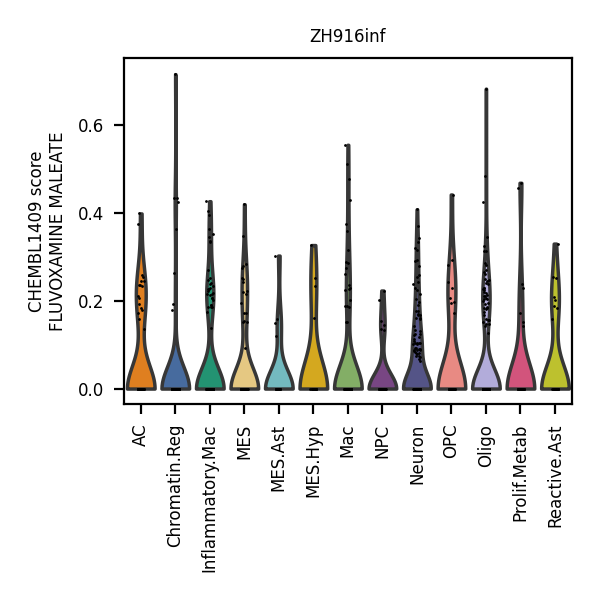 ZH916inf
CHEMBL1409 score
FLUVOXAMINE MALEATE
0.6
0.4
0.2
0.0
AC
Chromatin.Reg
Inflammatory.Mac
MES
MES.Ast
MES.Hyp
Mac
NPC
Neuron
OPC
Oligo
Prolif.Metab
Reactive.Ast